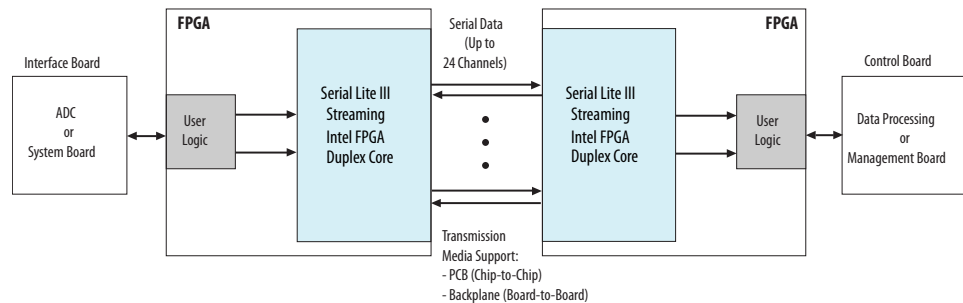 FPGA
Serial Data
(Up to
24 Channels)
FPGA
Interface Board
Control Board
ADC
or
System Board
User
Logic
Serial Lite III
Streaming
Intel FPGA
Duplex Core
Serial Lite III
Streaming
Intel FPGA
Duplex Core
User
Logic
Data Processing
or
Management Board
Transmission
Media Support:
- PCB (Chip-to-Chip)
- Backplane (Board-to-Board)